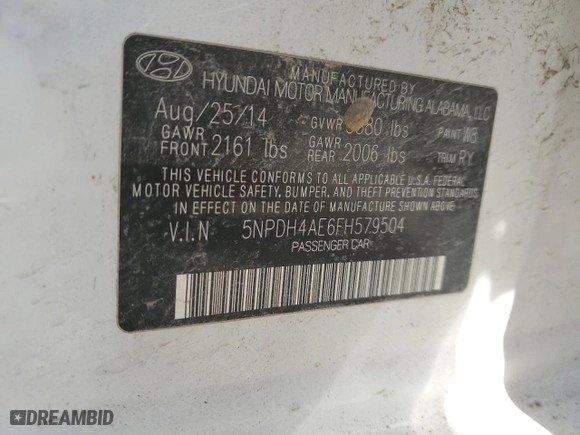 MANUFACTURED BY
HYUNDAI MOTOR MANUFACTURING ALABAMA, LLC
Aug/25/14 GVWR lbs PAINT W8
GAWR FRONT 2161 lbs GAWR REAR 2006 lbs TRIM RY
THIS VEHICLE CONFORMS TO ALL APPLICABLE U.S.A. FEDERAL
MOTOR VEHICLE SAFETY, BUMPER, AND THEFT PREVENTION STANDARDS
IN EFFECT ON THE DATE OF MANUFACTURE SHOWN ABOVE.
V.I.N 5NPDH4AE6FH579504
PASSENGER CAR
DREAMBID